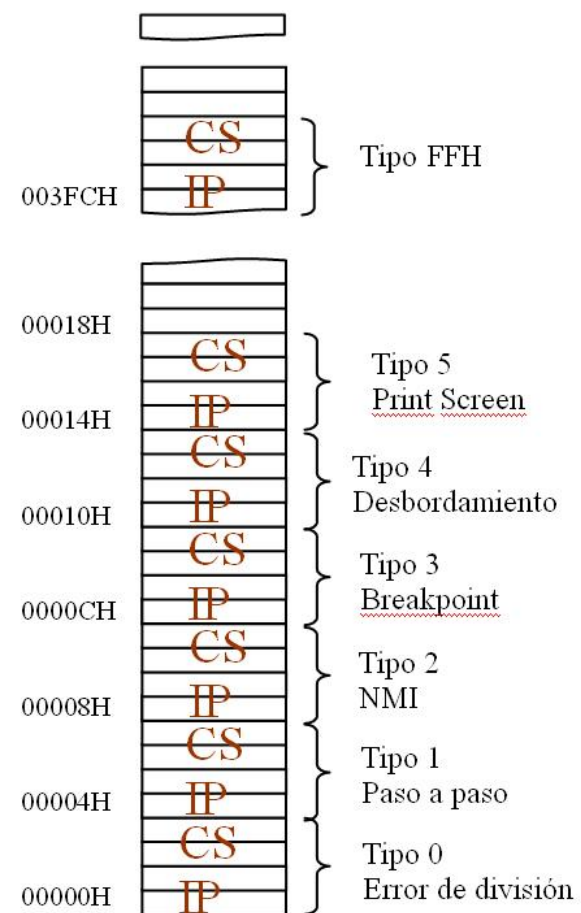 CS
IP
003FCH
Tipo FFH
00018H
CS
IP
00014H
Tipo 5
Print Screen
CS
IP
00010H
Tipo 4
Desbordamiento
CS
IP
0000CH
Tipo 3
Breakpoint
CS
IP
00008H
Tipo 2
NMI
CS
IP
00004H
Tipo 1
Paso a paso
CS
IP
00000H
Tipo 0
Error de división